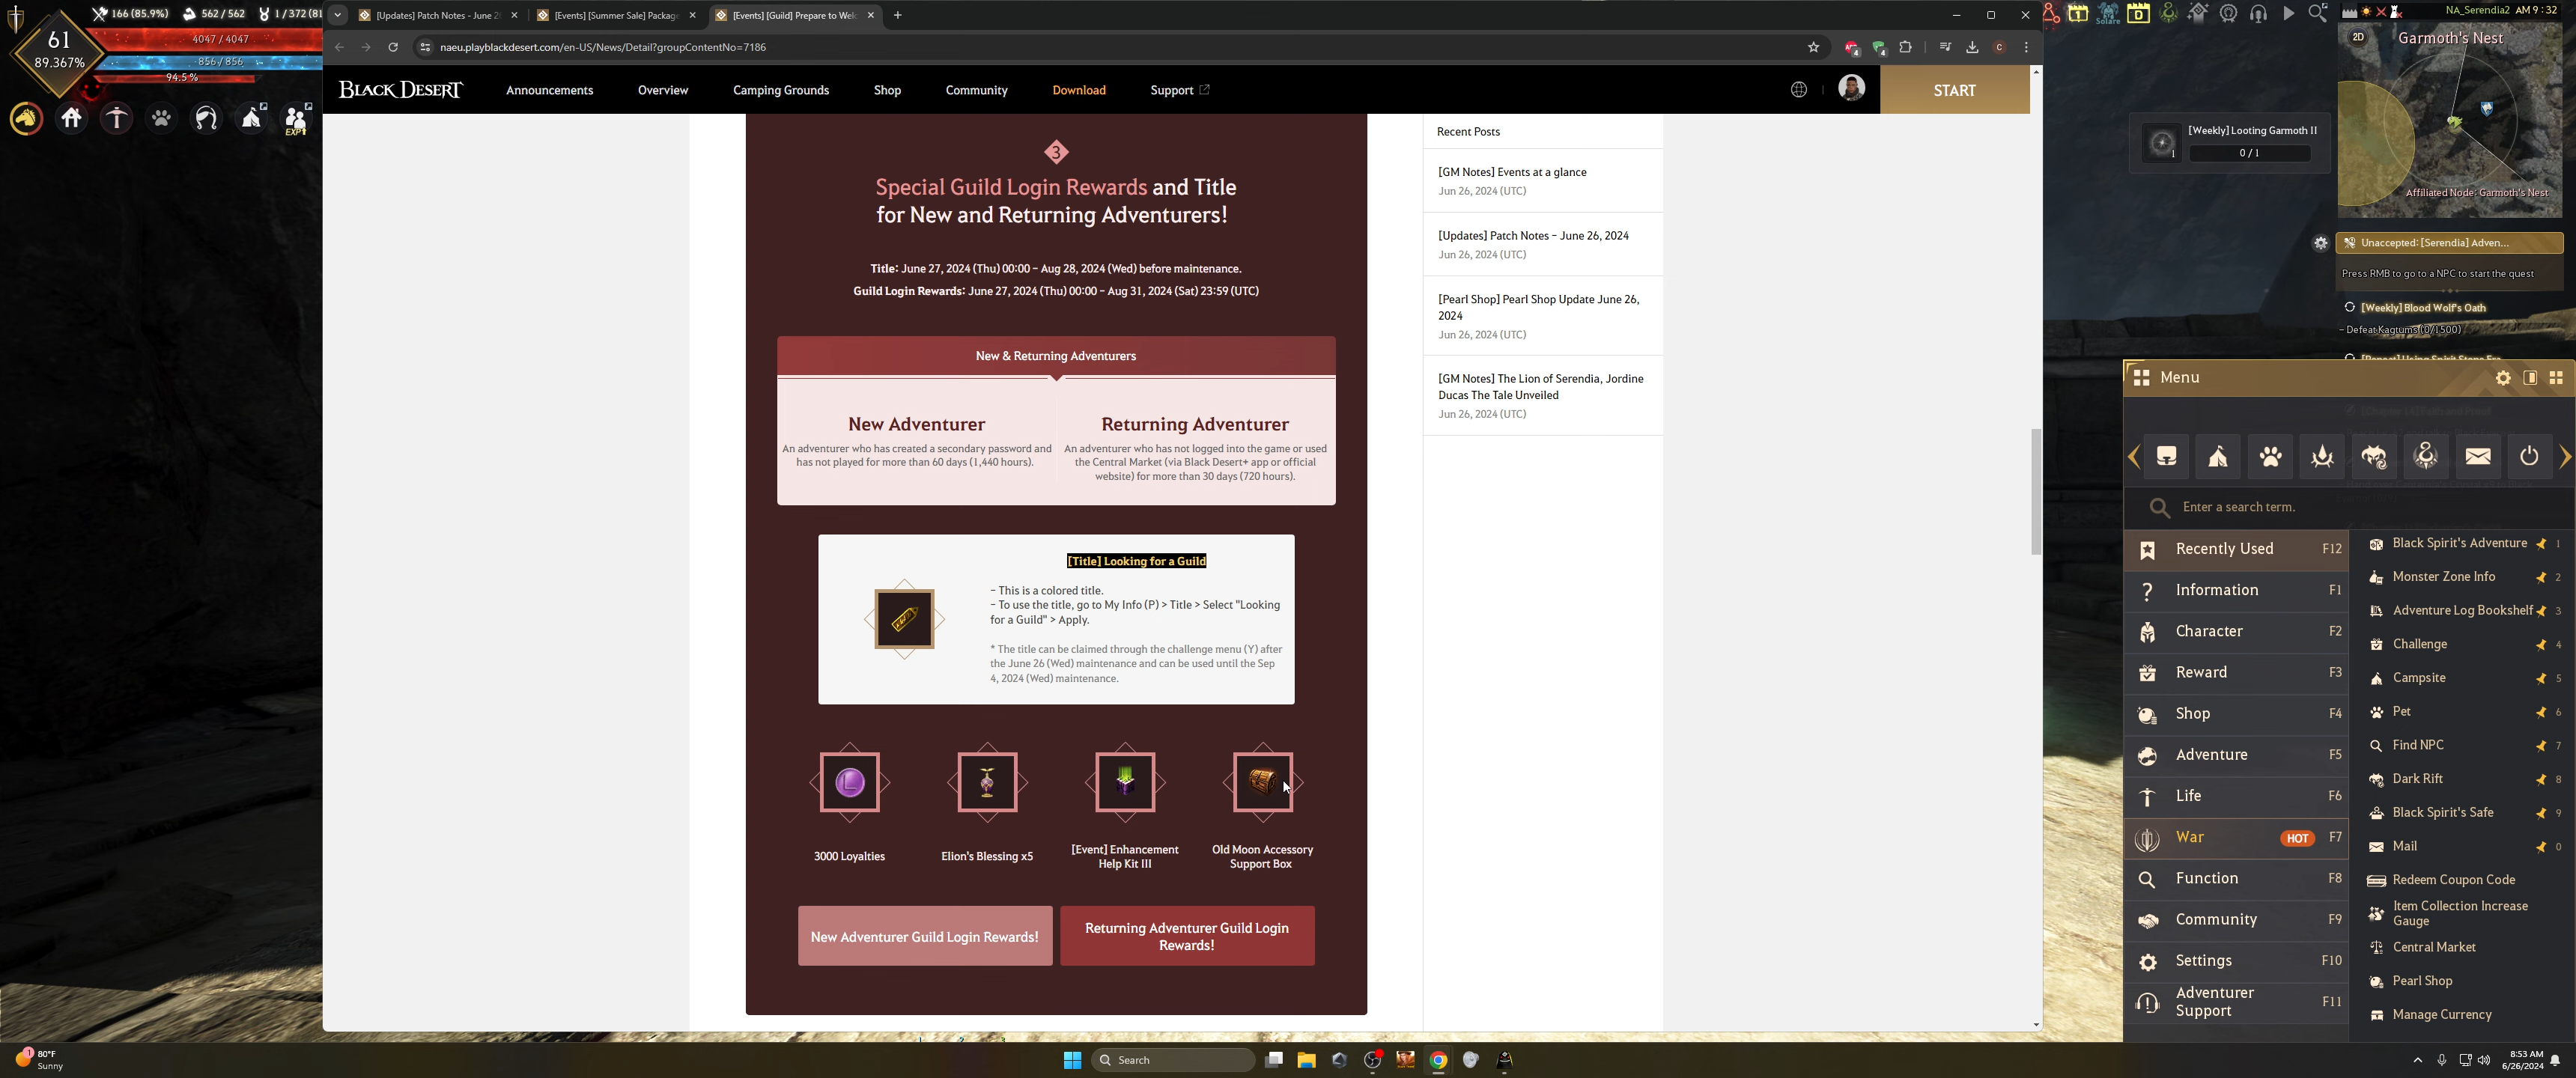 61
89.367%
166 (85.9%)
562 / 562
1 / 372 (81
4047 / 4047
856 / 856
94.5 %
EXP
[Updates] Patch Notes - June 2
[Events] [Summer Sale] Package
[Events] [Guild] Prepare to Welc
naeu.playblackdesert.com/en-US/News/Detail?groupContentNo=7186
BLACK DESERT
Announcements
Overview
Camping Grounds
Shop
Community
Download
Support
START
3
Special Guild Login Rewards and Title
for New and Returning Adventurers!
Title: June 27, 2024 (Thu) 00:00 – Aug 28, 2024 (Wed) before maintenance.
Guild Login Rewards: June 27, 2024 (Thu) 00:00 – Aug 31, 2024 (Sat) 23:59 (UTC)
New & Returning Adventurers
New Adventurer
An adventurer who has created a secondary password and
has not played for more than 60 days (1,440 hours).
Returning Adventurer
An adventurer who has not logged into the game or used
the Central Market (via Black Desert+ app or official
website) for more than 30 days (720 hours).
[Title] Looking for a Guild
– This is a colored title.
– To use the title, go to My Info (P) > Title > Select "Looking
for a Guild" > Apply.
* The title can be claimed through the challenge menu (Y) after
the June 26 (Wed) maintenance and can be used until the Sep
4, 2024 (Wed) maintenance.
L
3000 Loyalties
Elion's Blessing x5
[Event] Enhancement
Help Kit III
Old Moon Accessory
Support Box
New Adventurer Guild Login Rewards!
Returning Adventurer Guild Login
Rewards!
Recent Posts
[GM Notes] Events at a glance
Jun 26, 2024 (UTC)
[Updates] Patch Notes – June 26, 2024
Jun 26, 2024 (UTC)
[Pearl Shop] Pearl Shop Update June 26,
2024
Jun 26, 2024 (UTC)
[GM Notes] The Lion of Serendia, Jordine
Ducas The Tale Unveiled
Jun 26, 2024 (UTC)
1
Solare
D
NA_Serendia2 AM 9 : 32
2D
Garmoth's Nest
Affiliated Node: Garmoth's Nest
[Weekly] Looting Garmoth II
1
0 / 1
Unaccepted: [Serendia] Adven...
Press RMB to go to a NPC to start the quest
[Weekly] Blood Wolf's Oath
– Defeat Kagtums (0/1500)
Menu
Enter a search term.
Recently Used F12
Information F1
Character F2
Reward F3
Shop F4
Adventure F5
Life F6
War HOT F7
Function F8
Community F9
Settings F10
Adventurer
Support F11
Black Spirit's Adventure 1
Monster Zone Info 2
Adventure Log Bookshelf 3
Challenge 4
Campsite 5
Pet 6
Find NPC 7
Dark Rift 8
Black Spirit's Safe 9
Mail 0
Redeem Coupon Code
Item Collection Increase
Gauge
Central Market
Pearl Shop
Manage Currency
1
80°F
Sunny
Search
8:53 AM
6/26/2024